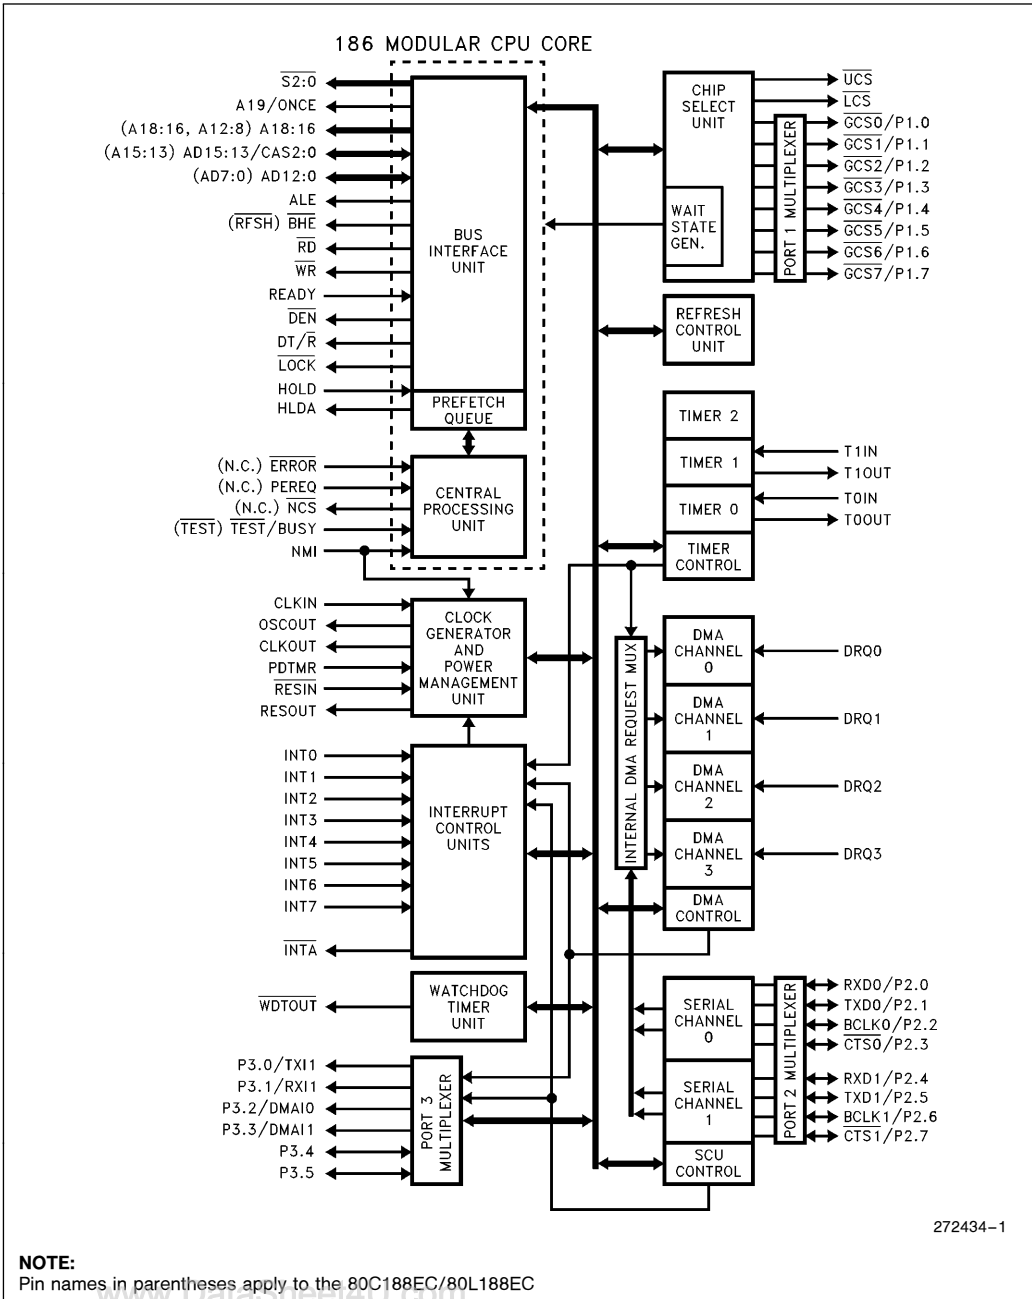 186 MODULAR CPU CORE
S2:0
A19/ONCE
(A18:16, A12:8) A18:16
(A15:13) AD15:13/CAS2:0
(AD7:0) AD12:0
ALE
(RFSH) BHE
RD
WR
READY
DEN
DT/R
LOCK
HOLD
HLDA
BUS
INTERFACE
UNIT
PREFETCH
QUEUE
(N.C.) ERROR
(N.C.) PEREQ
(N.C.) NCS
(TEST) TEST/BUSY
NMI
CENTRAL
PROCESSING
UNIT
CLKIN
OSCOUT
CLKOUT
PDTMR
RESIN
RESOUT
CLOCK
GENERATOR
AND
POWER
MANAGEMENT
UNIT
INT0
INT1
INT2
INT3
INT4
INT5
INT6
INT7
INTA
INTERRUPT
CONTROL
UNITS
WDTOUT
WATCHDOG
TIMER
UNIT
P3.0/TXI1
P3.1/RXI1
P3.2/DMAI0
P3.3/DMAI1
P3.4
P3.5
PORT 3
MULTIPLEXER
CHIP
SELECT
UNIT
WAIT
STATE
GEN.
PORT 1 MULTIPLEXER
UCS
LCS
GCS0/P1.0
GCS1/P1.1
GCS2/P1.2
GCS3/P1.3
GCS4/P1.4
GCS5/P1.5
GCS6/P1.6
GCS7/P1.7
REFRESH
CONTROL
UNIT
TIMER 2
TIMER 1
TIMER 0
TIMER
CONTROL
T1IN
T1OUT
T0IN
T0OUT
INTERNAL DMA REQUEST MUX
DMA
CHANNEL
0
DMA
CHANNEL
1
DMA
CHANNEL
2
DMA
CHANNEL
3
DMA
CONTROL
DRQ0
DRQ1
DRQ2
DRQ3
SERIAL
CHANNEL
0
SERIAL
CHANNEL
1
SCU
CONTROL
PORT 2 MULTIPLEXER
RXD0/P2.0
TXD0/P2.1
BCLK0/P2.2
CTS0/P2.3
RXD1/P2.4
TXD1/P2.5
BCLK1/P2.6
CTS1/P2.7
272434–1
NOTE:
Pin names in parentheses apply to the 80C188EC/80L188EC
www.DataSheet4U.com